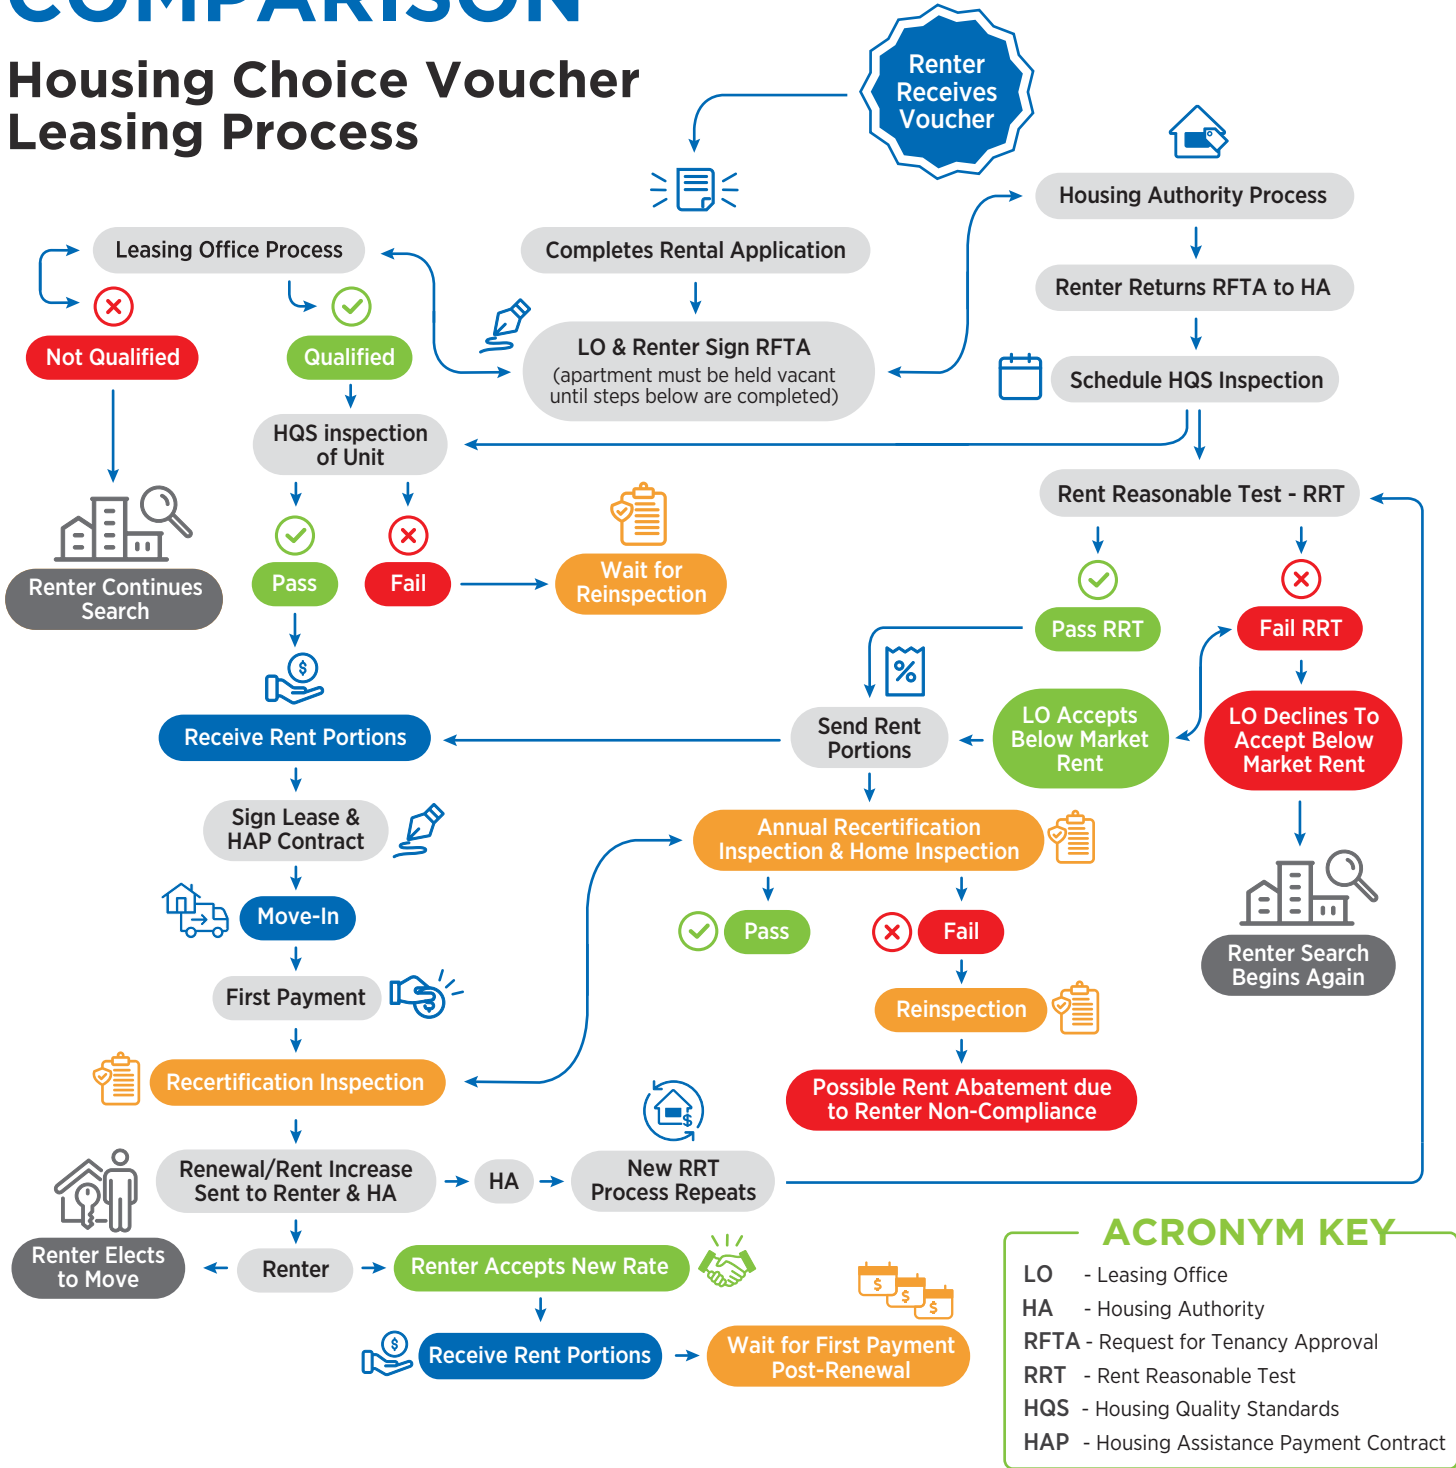 COMPARISON
Housing Choice Voucher
Leasing Process
Renter
Receives
Voucher
Completes Rental Application
LO & Renter Sign RFTA
(apartment must be held vacant
until steps below are completed)
Housing Authority Process
Renter Returns RFTA to HA
Schedule HQS Inspection
Leasing Office Process
Not Qualified
Qualified
Renter Continues
Search
HQS inspection
of Unit
Pass
Fail
Wait for
Reinspection
Rent Reasonable Test - RRT
Pass RRT
Fail RRT
LO Accepts
Below Market
Rent
LO Declines To
Accept Below
Market Rent
Renter Search
Begins Again
%
Send Rent
Portions
$
Receive Rent Portions
Sign Lease &
HAP Contract
Move-In
First Payment
$
Annual Recertification
Inspection & Home Inspection
Pass
Fail
Reinspection
Possible Rent Abatement due
to Renter Non-Compliance
Recertification Inspection
Renewal/Rent Increase
Sent to Renter & HA
HA
$
New RRT
Process Repeats
Renter Elects
to Move
Renter
Renter Accepts New Rate
$
Receive Rent Portions
$
$
$
Wait for First Payment
Post-Renewal
ACRONYM KEY
LO - Leasing Office
HA - Housing Authority
RFTA - Request for Tenancy Approval
RRT - Rent Reasonable Test
HQS - Housing Quality Standards
HAP - Housing Assistance Payment Contract